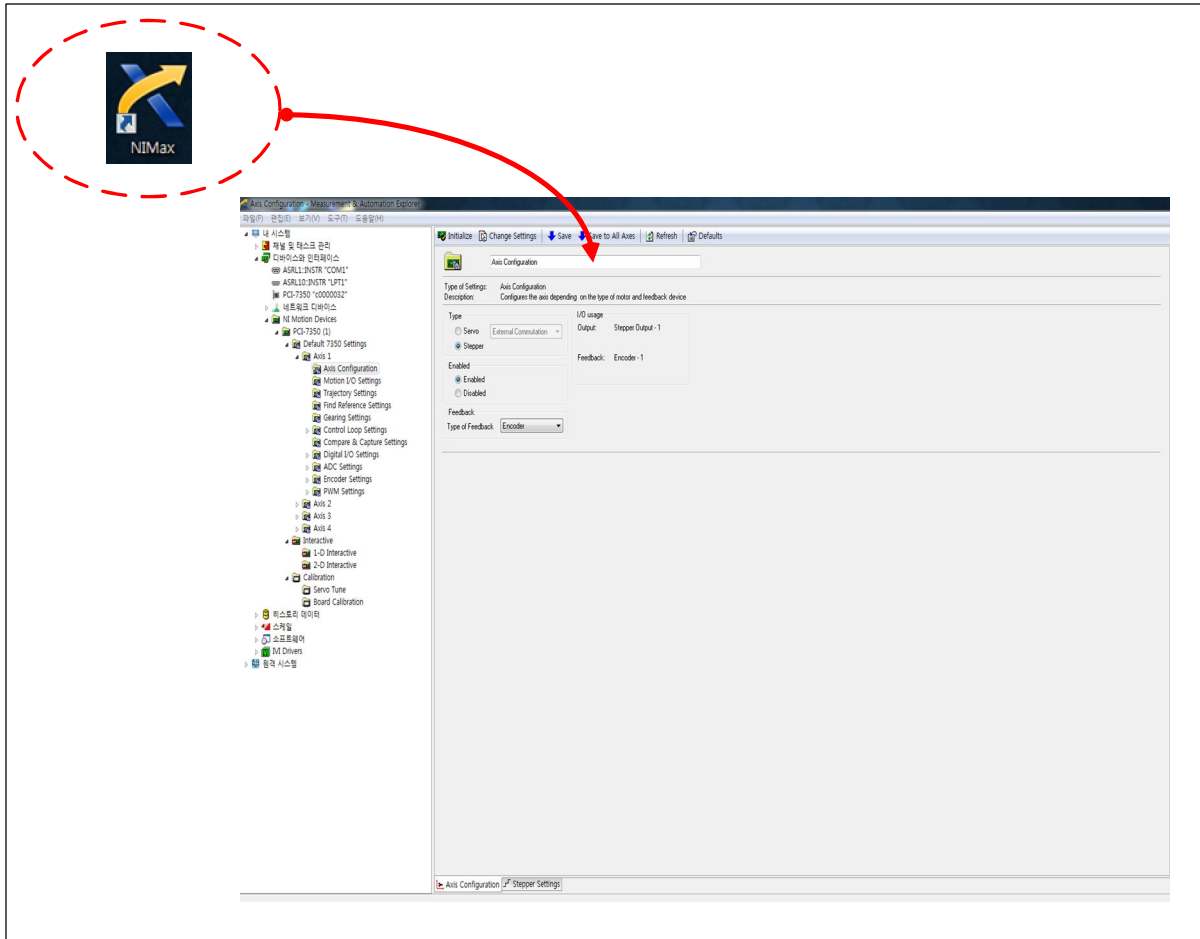 NIMax
Axis Configuration - Measurement & Automation Explorer
파일(F) 편집(E) 보기(V) 도구(T) 도움말(H)
내 시스템
채널 및 태스크 관리
디바이스와 인터페이스
ASRL1::INSTR "COM1"
ASRL10::INSTR "LPT1"
PCI-7350 "c0000032"
네트워크 디바이스
NI Motion Devices
PCI-7350 (1)
Default 7350 Settings
Axis 1
Axis Configuration
Motion I/O Settings
Trajectory Settings
Find Reference Settings
Gearing Settings
Control Loop Settings
Compare & Capture Settings
Digital I/O Settings
ADC Settings
Encoder Settings
PWM Settings
Axis 2
Axis 3
Axis 4
Interactive
1-D Interactive
2-D Interactive
Calibration
Servo Tune
Board Calibration
히스토리 데이터
스케일
소프트웨어
IVI Drivers
원격 시스템
Initialize Change Settings Save Save to All Axes Refresh Defaults
Axis Configuration
Type of Settings: Axis Configuration
Description: Configures the axis depending on the type of motor and feedback device
Type
Servo External Commutation
Stepper
I/O usage
Output: Stepper Output - 1
Feedback: Encoder - 1
Enabled
Enabled
Disabled
Feedback
Type of Feedback Encoder
Axis Configuration Stepper Settings